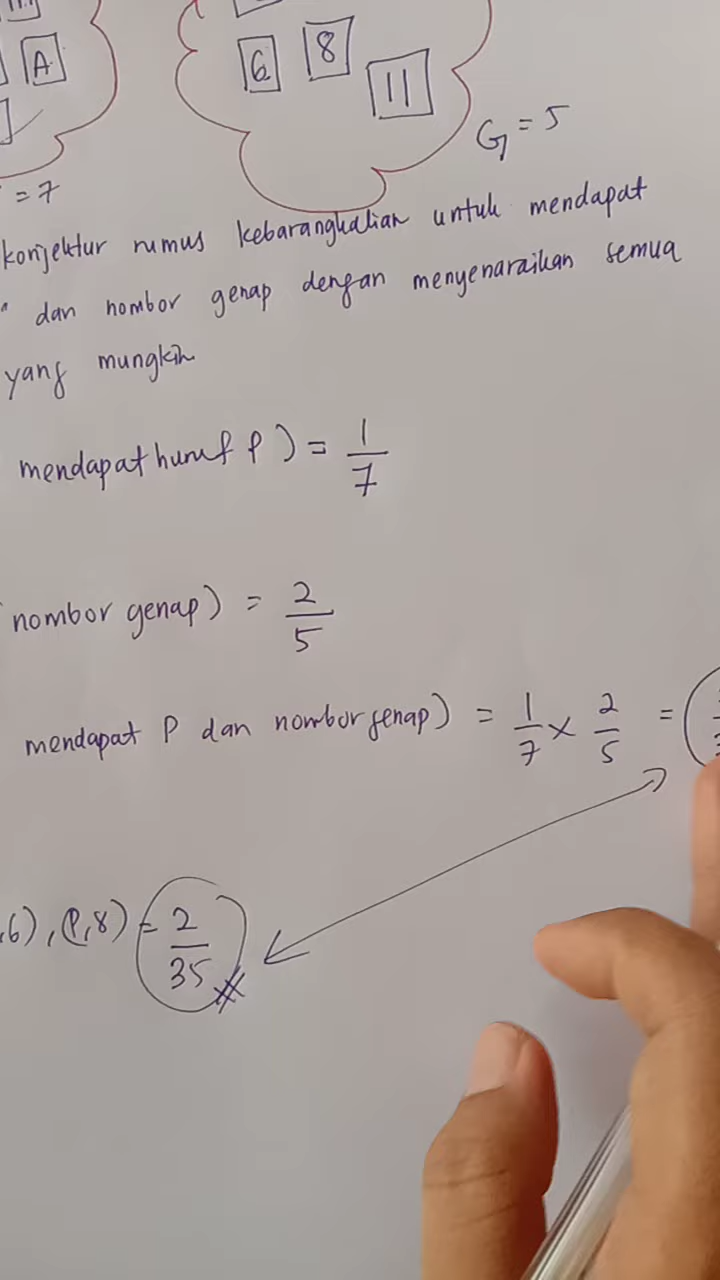 A
6 8 11
G = 5
= 7
konjektur rumus kebarangkalian untuk mendapat
" dan nombor genap dengan menyenaraikan semua
yang mungkin
mendapat huruf P) = 1/7
nombor genap) = 2/5
mendapat P dan nombor genap) = 1/7 x 2/5 =
,6), (P,8) = 2/35